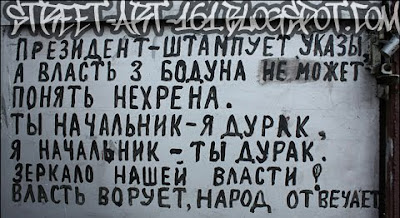 STREET ART 161.BLOGSPOT.COM
ПРЕЗИДЕНТ-ШТАМПУЕТ УКАЗЫ,
А ВЛАСТЬ З БОДУНА НЕ МОЖЕТ
ПОНЯТЬ НЕХРЕНА.
ТЫ НАЧАЛЬНИК-Я ДУРАК,
Я НАЧАЛЬНИК-ТЫ ДУРАК.
ЗЕРКАЛО НАШЕЙ ВЛАСТИ!
ВЛАСТЬ ВОРУЕТ, НАРОД ОТВЕЧАЕТ